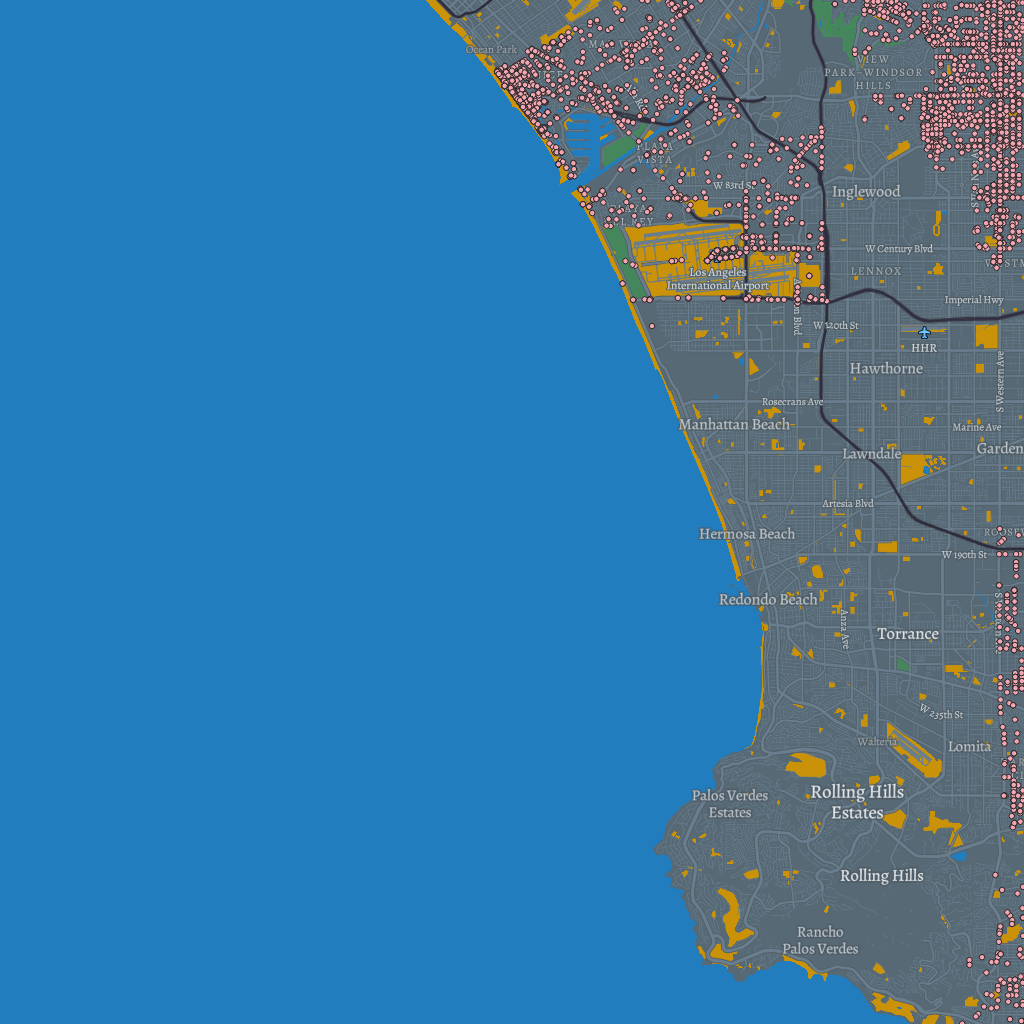 Ocean Park
VIEW
PARK-WINDSOR
HILLS
PLAYA
VISTA
W 83rd St
Inglewood
W Century Blvd
LENNOX
Los Angeles
International Airport
Imperial Hwy
W 120th St
HHR
Hawthorne
S Western Ave
Rosecrans Ave
Manhattan Beach
Marine Ave
Lawndale
Garden
Artesia Blvd
Hermosa Beach
W 190th St
Redondo Beach
Anza Ave
Torrance
W 235th St
Walteria
Lomita
Palos Verdes
Estates
Rolling Hills
Estates
Rolling Hills
Rancho
Palos Verdes